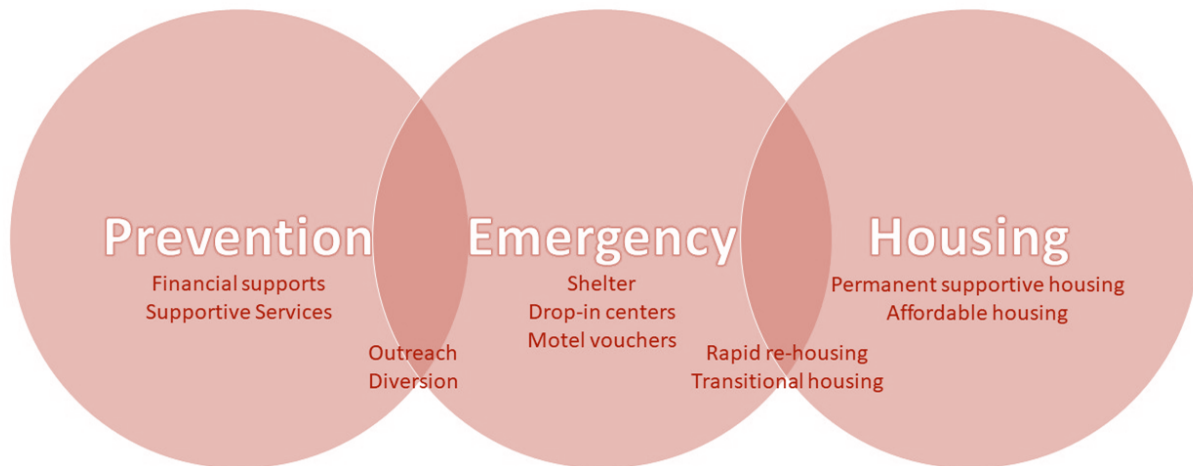 Prevention
Financial supports
Supportive Services
Outreach
Diversion
Emergency
Shelter
Drop-in centers
Motel vouchers
Rapid re-housing
Transitional housing
Housing
Permanent supportive housing
Affordable housing